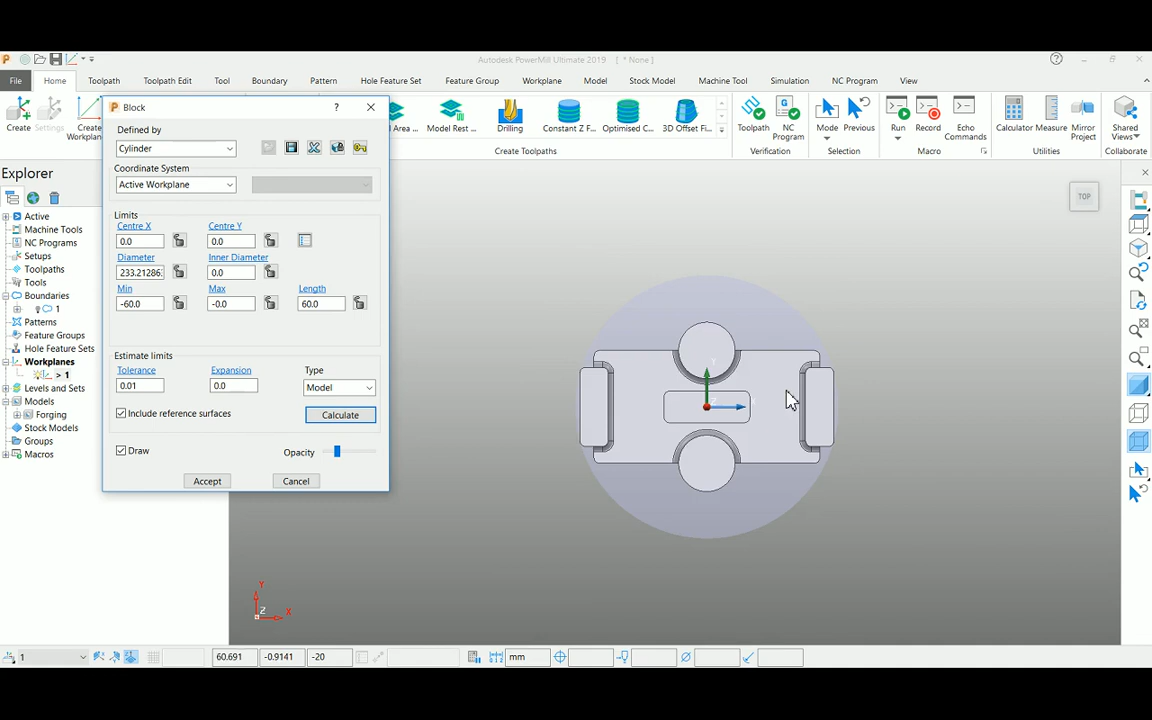 Autodesk PowerMill Ultimate 2019 [ * None ]
File Home Toolpath Toolpath Edit Tool Boundary Pattern Hole Feature Set Feature Group Workplane Model Stock Model Machine Tool Simulation NC Program View
Create Settings Create Workplane Area ... Model Rest ... Drilling Constant Z F... Optimised C... 3D Offset Fi... Toolpath NC Program Mode Previous Run Record Echo Commands Calculator Measure Mirror Project Shared Views
Create Toolpaths Verification Selection Macro Utilities Collaborate
Explorer
Active
Machine Tools
NC Programs
Setups
Toolpaths
Tools
Boundaries
1
Patterns
Feature Groups
Hole Feature Sets
Workplanes
> 1
Levels and Sets
Models
Forging
Stock Models
Groups
Macros
Block ?
Defined by
Cylinder
Coordinate System
Active Workplane
Limits
Centre X Centre Y
0.0 0.0
Diameter Inner Diameter
233.21286 0.0
Min Max Length
-60.0 -0.0 60.0
Estimate limits
Tolerance Expansion Type
0.01 0.0 Model
Include reference surfaces Calculate
Draw Opacity
Accept Cancel
TOP
Y
Z X
1 60.691 -0.9141 -20 mm